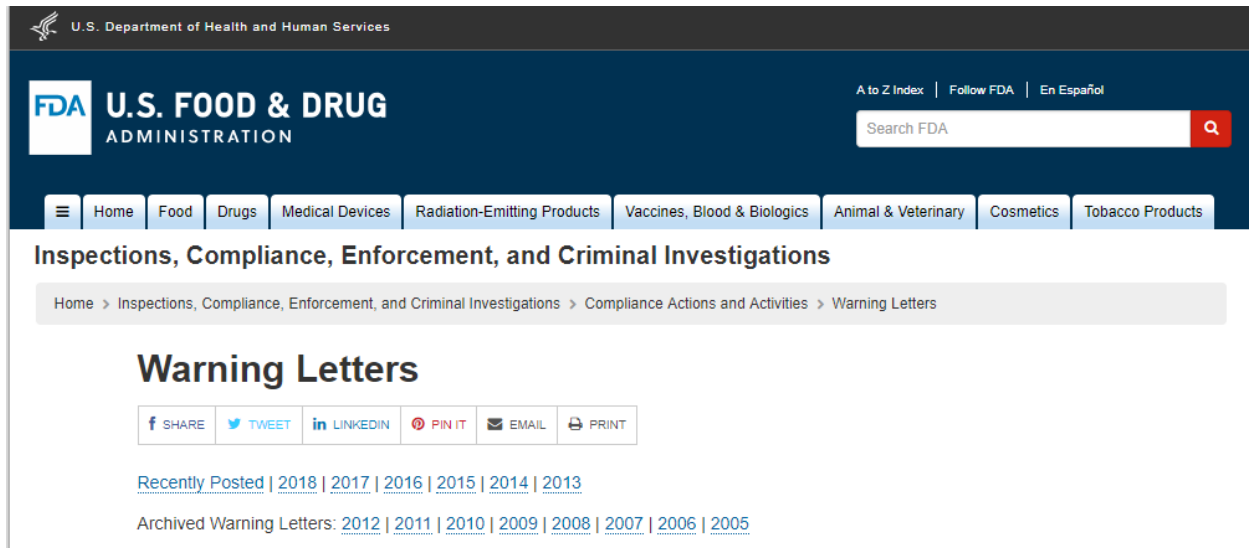 U.S. Department of Health and Human Services
FDA U.S. FOOD & DRUG
ADMINISTRATION
A to Z Index | Follow FDA | En Español
Search FDA
☰ Home Food Drugs Medical Devices Radiation-Emitting Products Vaccines, Blood & Biologics Animal & Veterinary Cosmetics Tobacco Products
Inspections, Compliance, Enforcement, and Criminal Investigations
Home > Inspections, Compliance, Enforcement, and Criminal Investigations > Compliance Actions and Activities > Warning Letters
Warning Letters
f SHARE TWEET in LINKEDIN PIN IT EMAIL PRINT
Recently Posted | 2018 | 2017 | 2016 | 2015 | 2014 | 2013
Archived Warning Letters: 2012 | 2011 | 2010 | 2009 | 2008 | 2007 | 2006 | 2005